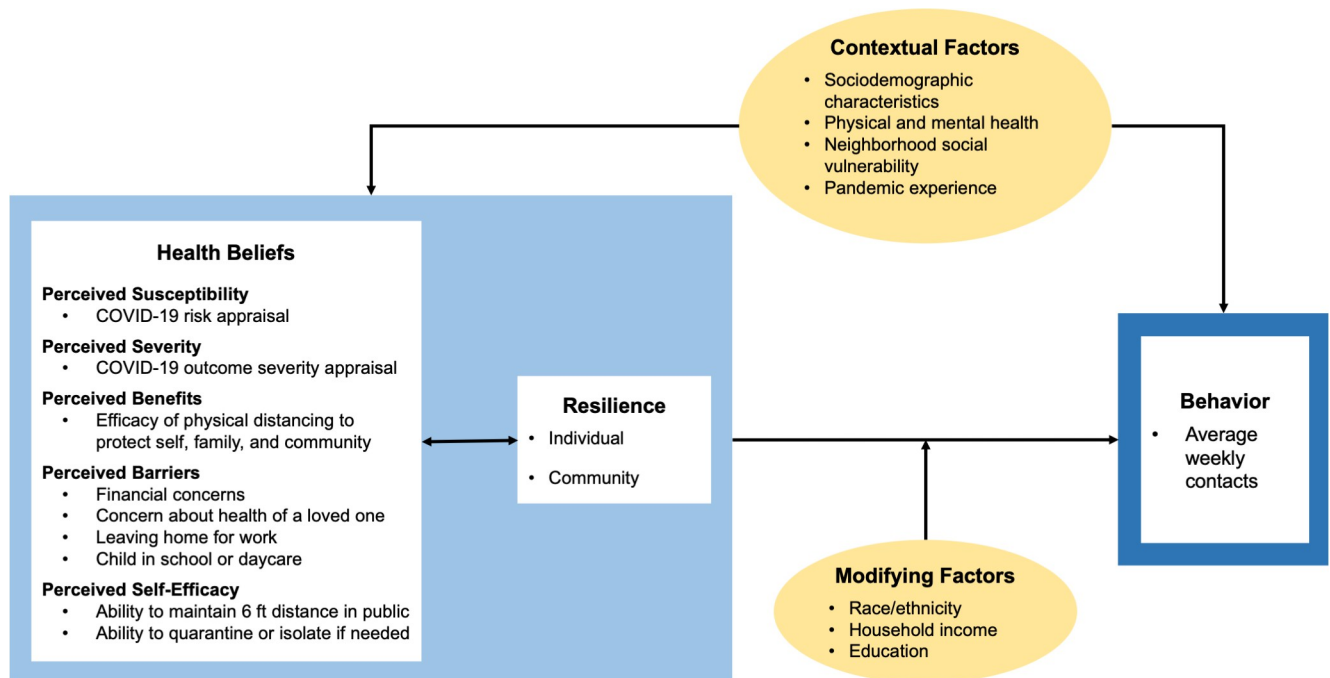 Contextual Factors
• Sociodemographic
characteristics
• Physical and mental health
• Neighborhood social
vulnerability
• Pandemic experience
Health Beliefs
Perceived Susceptibility
• COVID-19 risk appraisal
Perceived Severity
• COVID-19 outcome severity appraisal
Perceived Benefits
• Efficacy of physical distancing to
protect self, family, and community
Perceived Barriers
• Financial concerns
• Concern about health of a loved one
• Leaving home for work
• Child in school or daycare
Perceived Self-Efficacy
• Ability to maintain 6 ft distance in public
• Ability to quarantine or isolate if needed
Resilience
• Individual
• Community
Behavior
• Average
weekly
contacts
Modifying Factors
• Race/ethnicity
• Household income
• Education